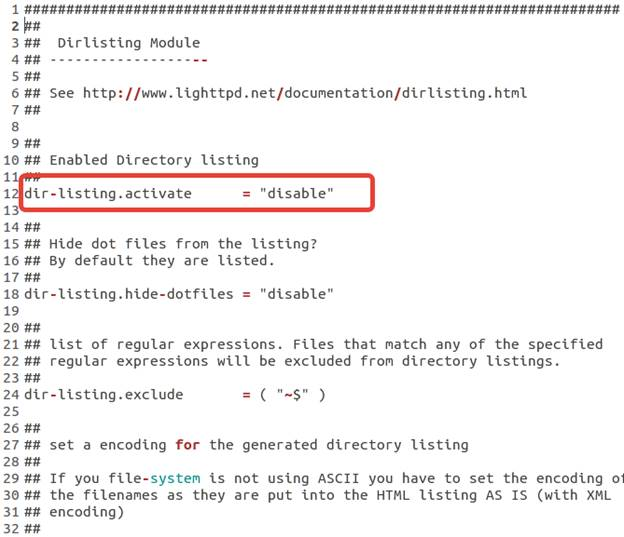 1 #######################################################################
2 ##
3 ##  Dirlisting Module
4 ## -------------------
5 ##
6 ## See http://www.lighttpd.net/documentation/dirlisting.html
7 ##
8
9 ##
10 ## Enabled Directory listing
11 ##
12 dir-listing.activate      = "disable"
13
14 ##
15 ## Hide dot files from the listing?
16 ## By default they are listed.
17 ##
18 dir-listing.hide-dotfiles = "disable"
19
20 ##
21 ## list of regular expressions. Files that match any of the specified
22 ## regular expressions will be excluded from directory listings.
23 ##
24 dir-listing.exclude       = ( "~$" )
25
26 ##
27 ## set a encoding for the generated directory listing
28 ##
29 ## If you file-system is not using ASCII you have to set the encoding of
30 ## the filenames as they are put into the HTML listing AS IS (with XML
31 ## encoding)
32 ##